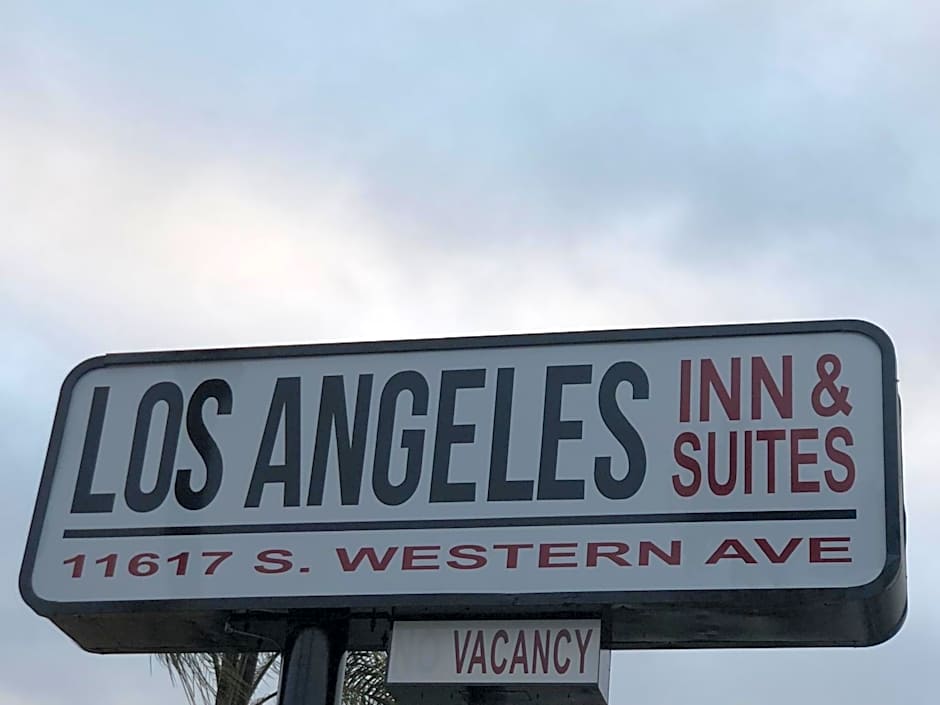 LOS ANGELES INN &
SUITES
11617 S. WESTERN AVE
VACANCY